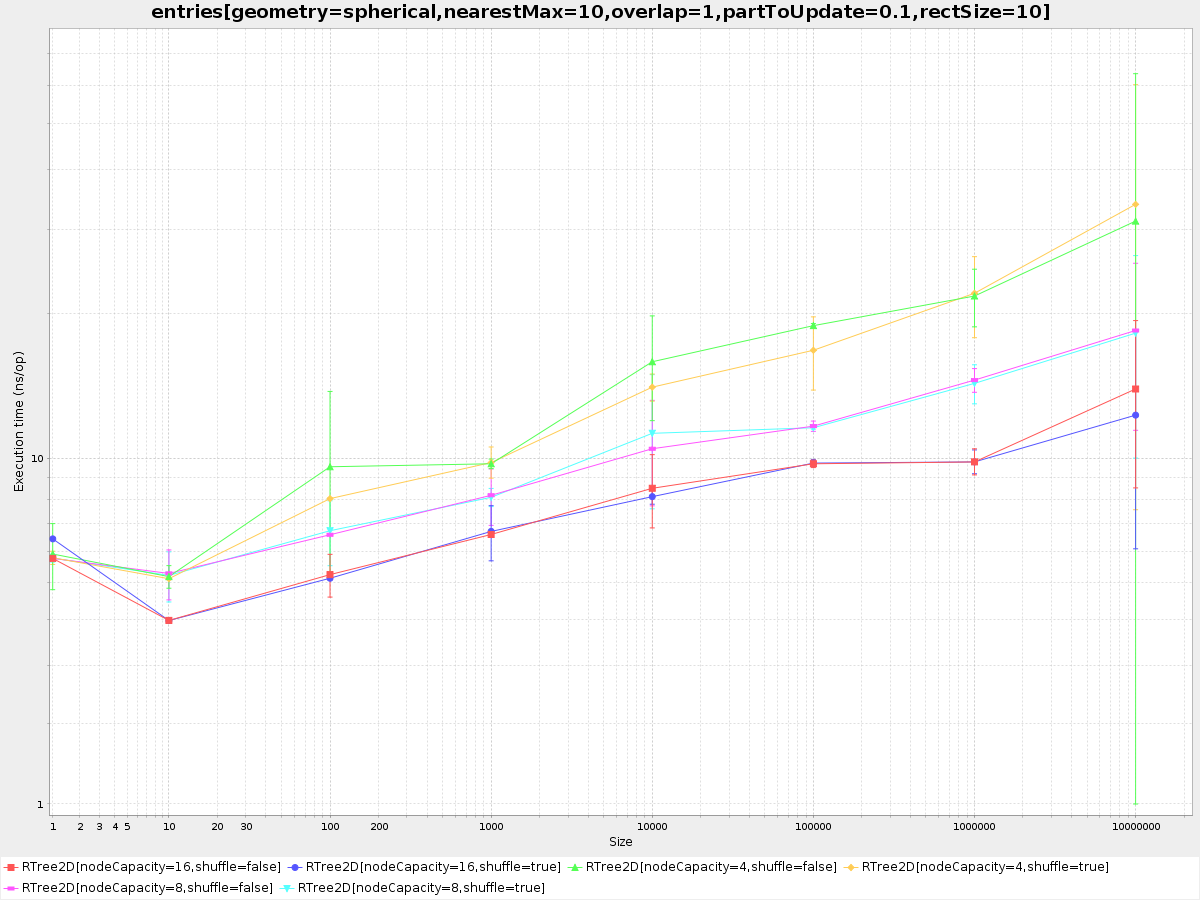 entries[geometry=spherical,nearestMax=10,overlap=1,partToUpdate=0.1,rectSize=10]
Execution time (ns/op)
10
1
1 2 3 4 5 10 20 30 100 200 1000 10000 100000 1000000 10000000
Size
RTree2D[nodeCapacity=16,shuffle=false] RTree2D[nodeCapacity=16,shuffle=true] RTree2D[nodeCapacity=4,shuffle=false] RTree2D[nodeCapacity=4,shuffle=true]
RTree2D[nodeCapacity=8,shuffle=false] RTree2D[nodeCapacity=8,shuffle=true]